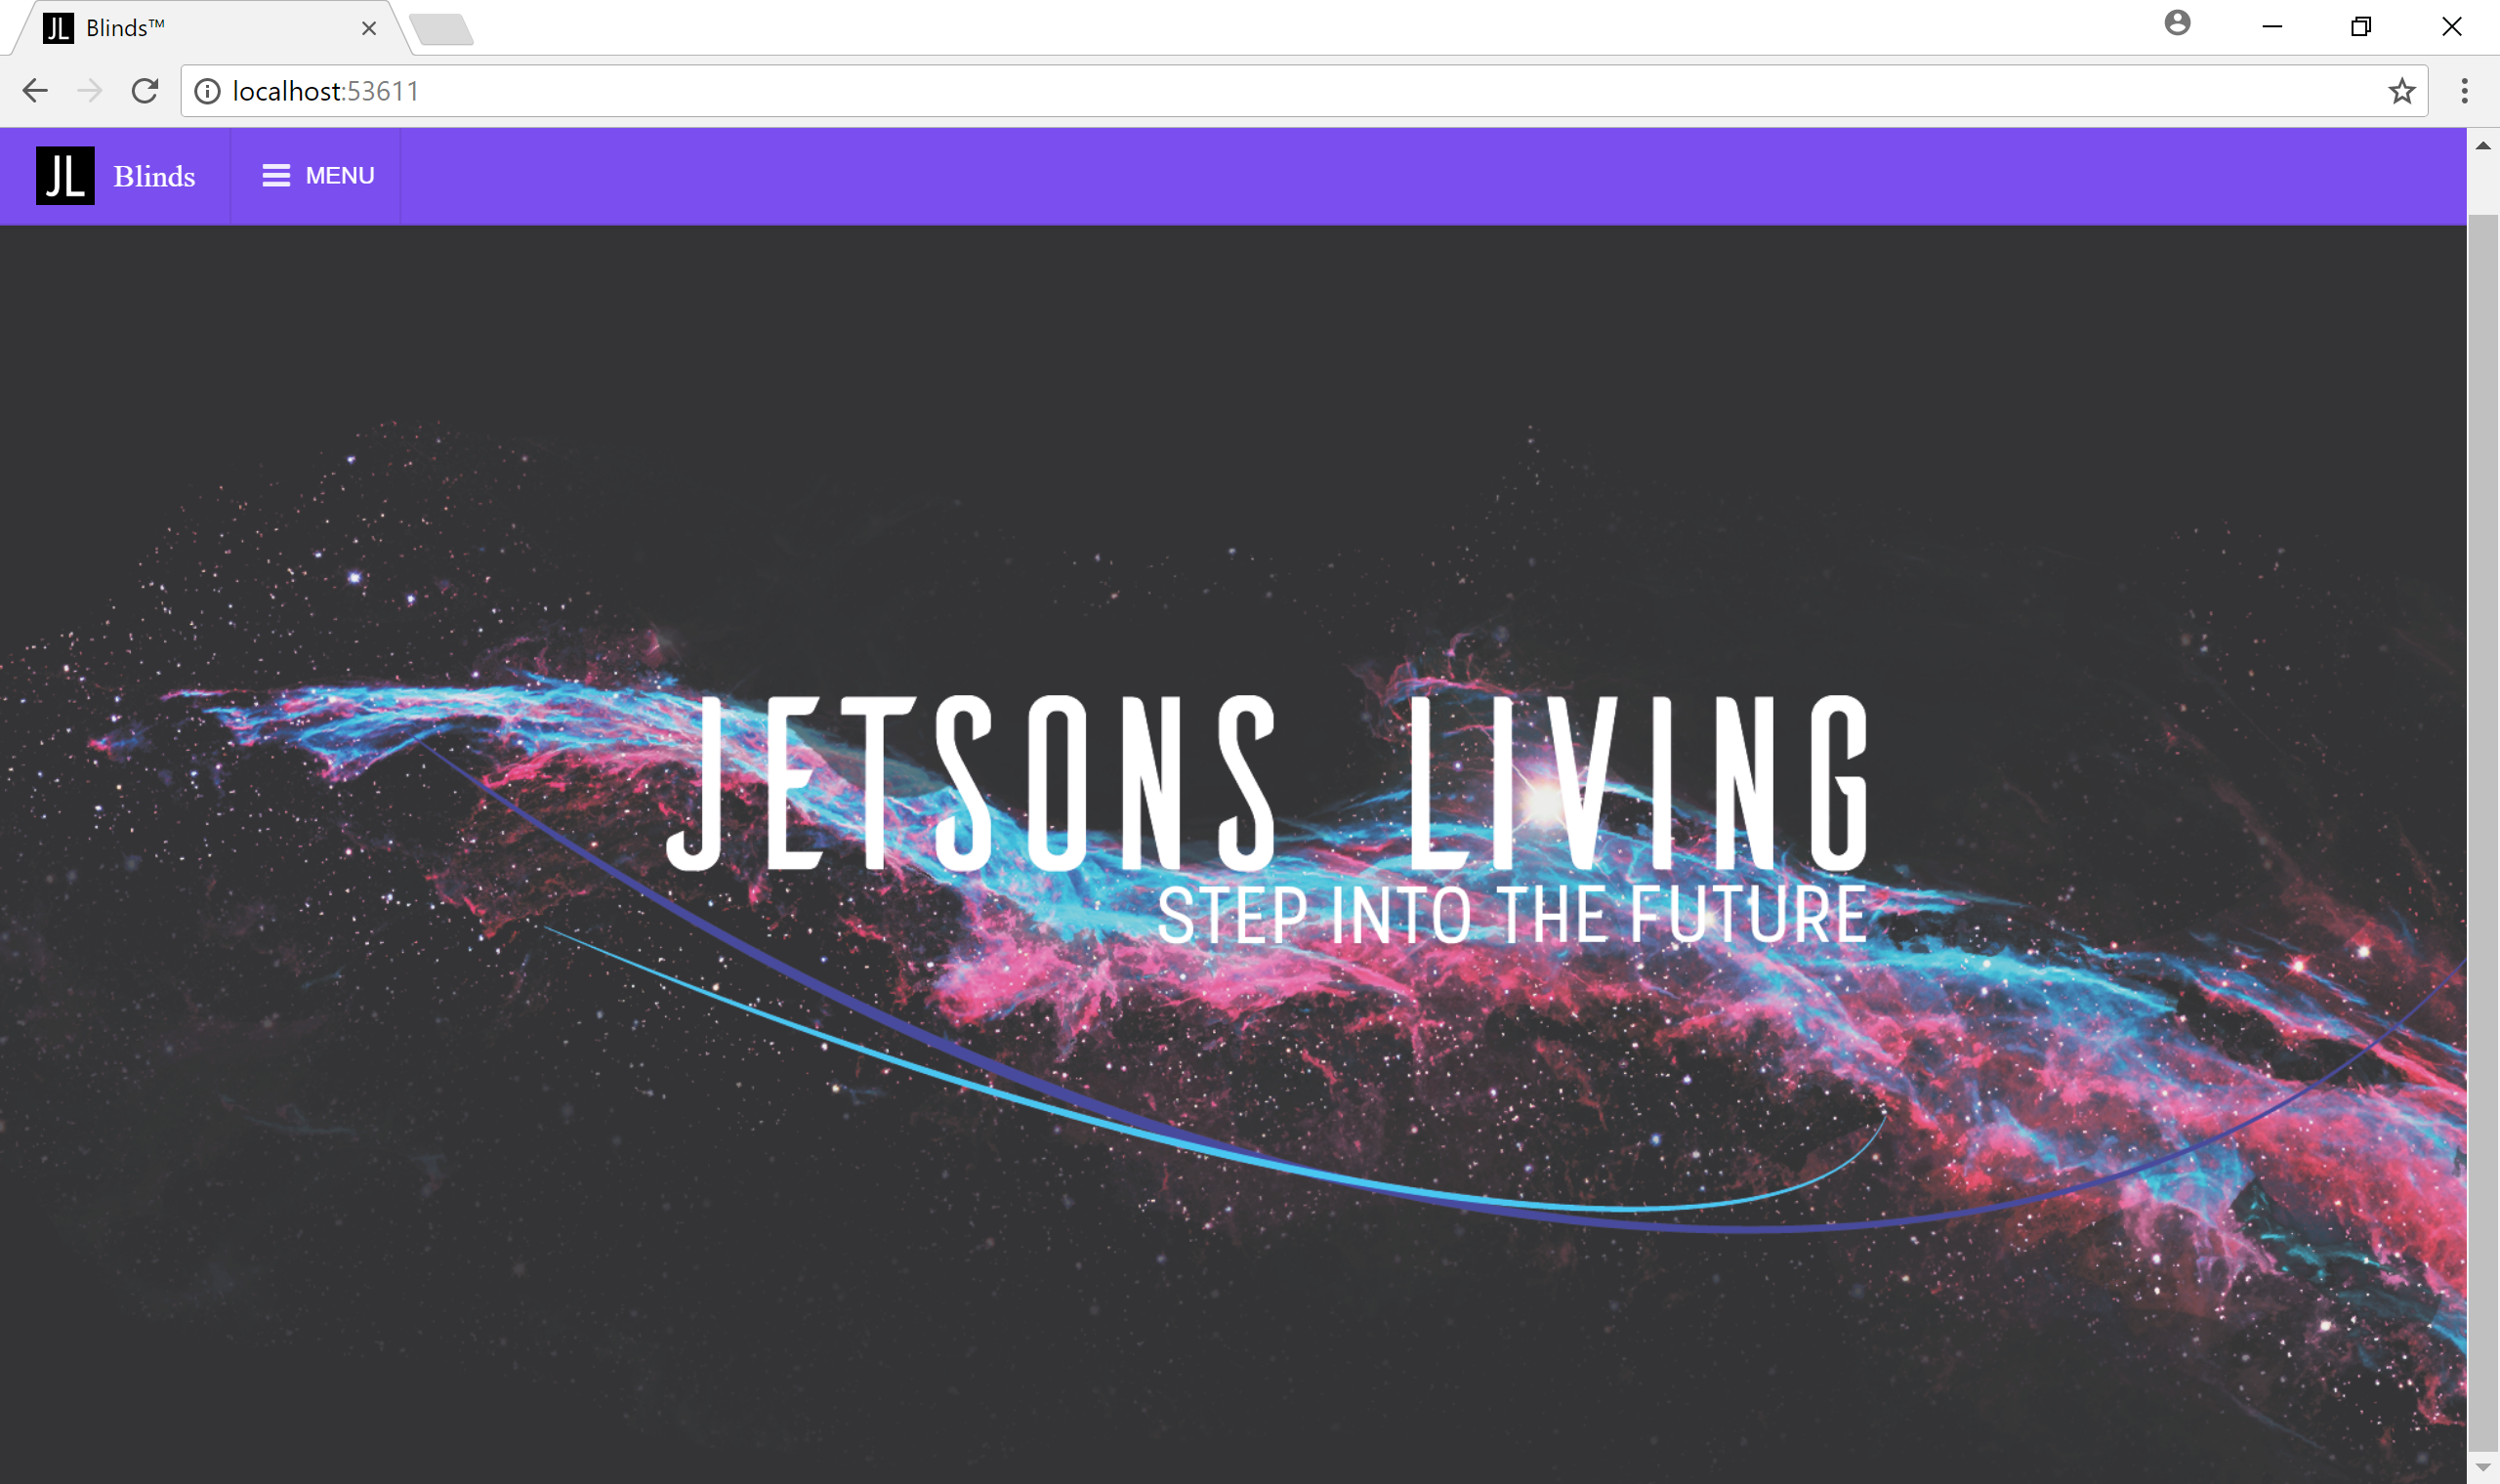 JL Blinds™
localhost:53611
JL Blinds MENU
JETSONS LIVING
STEP INTO THE FUTURE